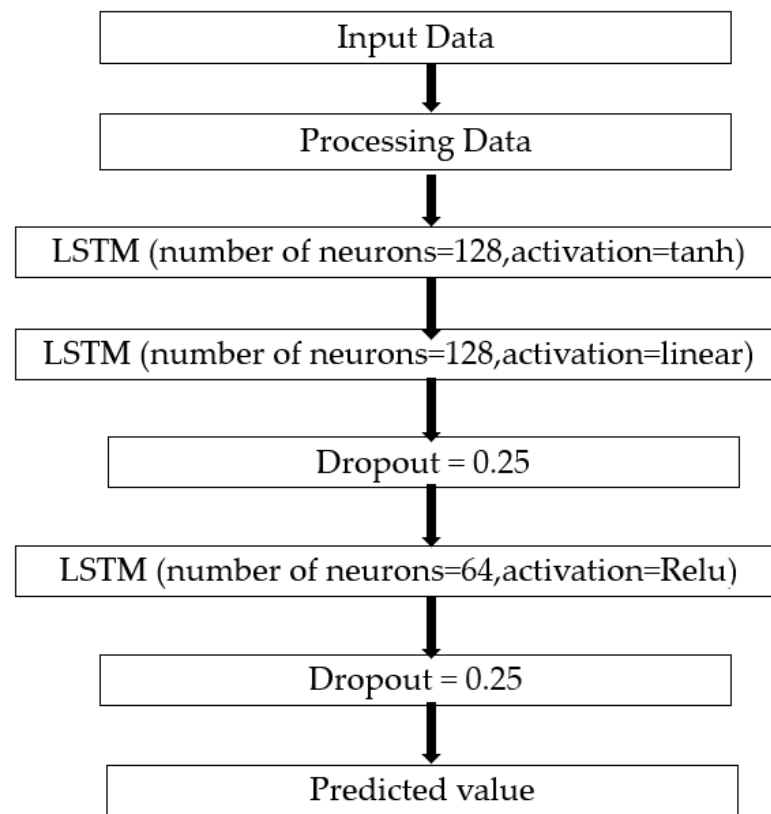 Input Data
Processing Data
LSTM (number of neurons=128,activation=tanh)
LSTM (number of neurons=128,activation=linear)
Dropout = 0.25
LSTM (number of neurons=64,activation=Relu)
Dropout = 0.25
Predicted value